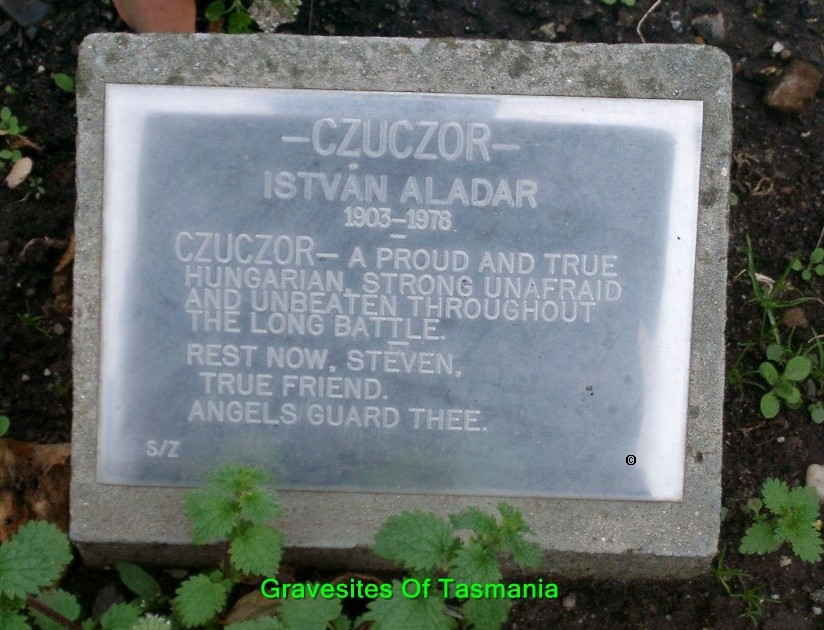 —CZUCZOR—
ISTVÁN ALADAR
1903—1978
CZUCZOR— A PROUD AND TRUE
HUNGARIAN, STRONG UNAFRAID
AND UNBEATEN THROUGHOUT
THE LONG BATTLE.
REST NOW, STEVEN,
TRUE FRIEND.
ANGELS GUARD THEE.
S/Z
©
Gravesites Of Tasmania